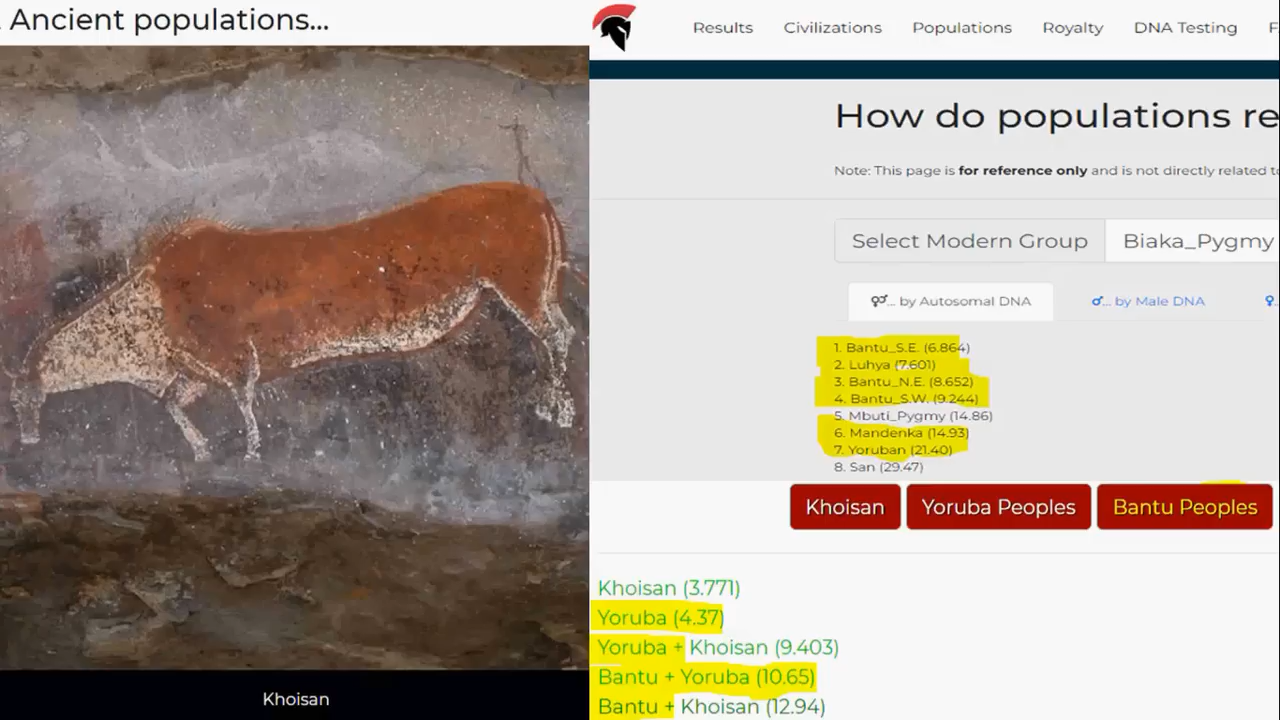 . Ancient populations...
Khoisan
Results Civilizations Populations Royalty DNA Testing F
How do populations re
Note: This page is for reference only and is not directly related to
Select Modern Group Biaka_Pygmy
⚤... by Autosomal DNA ♂... by Male DNA ♀
1. Bantu_S.E. (6.864)
2. Luhya (7.601)
3. Bantu_N.E. (8.652)
4. Bantu_S.W. (9.244)
5. Mbuti_Pygmy (14.86)
6. Mandenka (14.93)
7. Yoruban (21.40)
8. San (29.47)
Khoisan Yoruba Peoples Bantu Peoples
Khoisan (3.771)
Yoruba (4.37)
Yoruba + Khoisan (9.403)
Bantu + Yoruba (10.65)
Bantu + Khoisan (12.94)